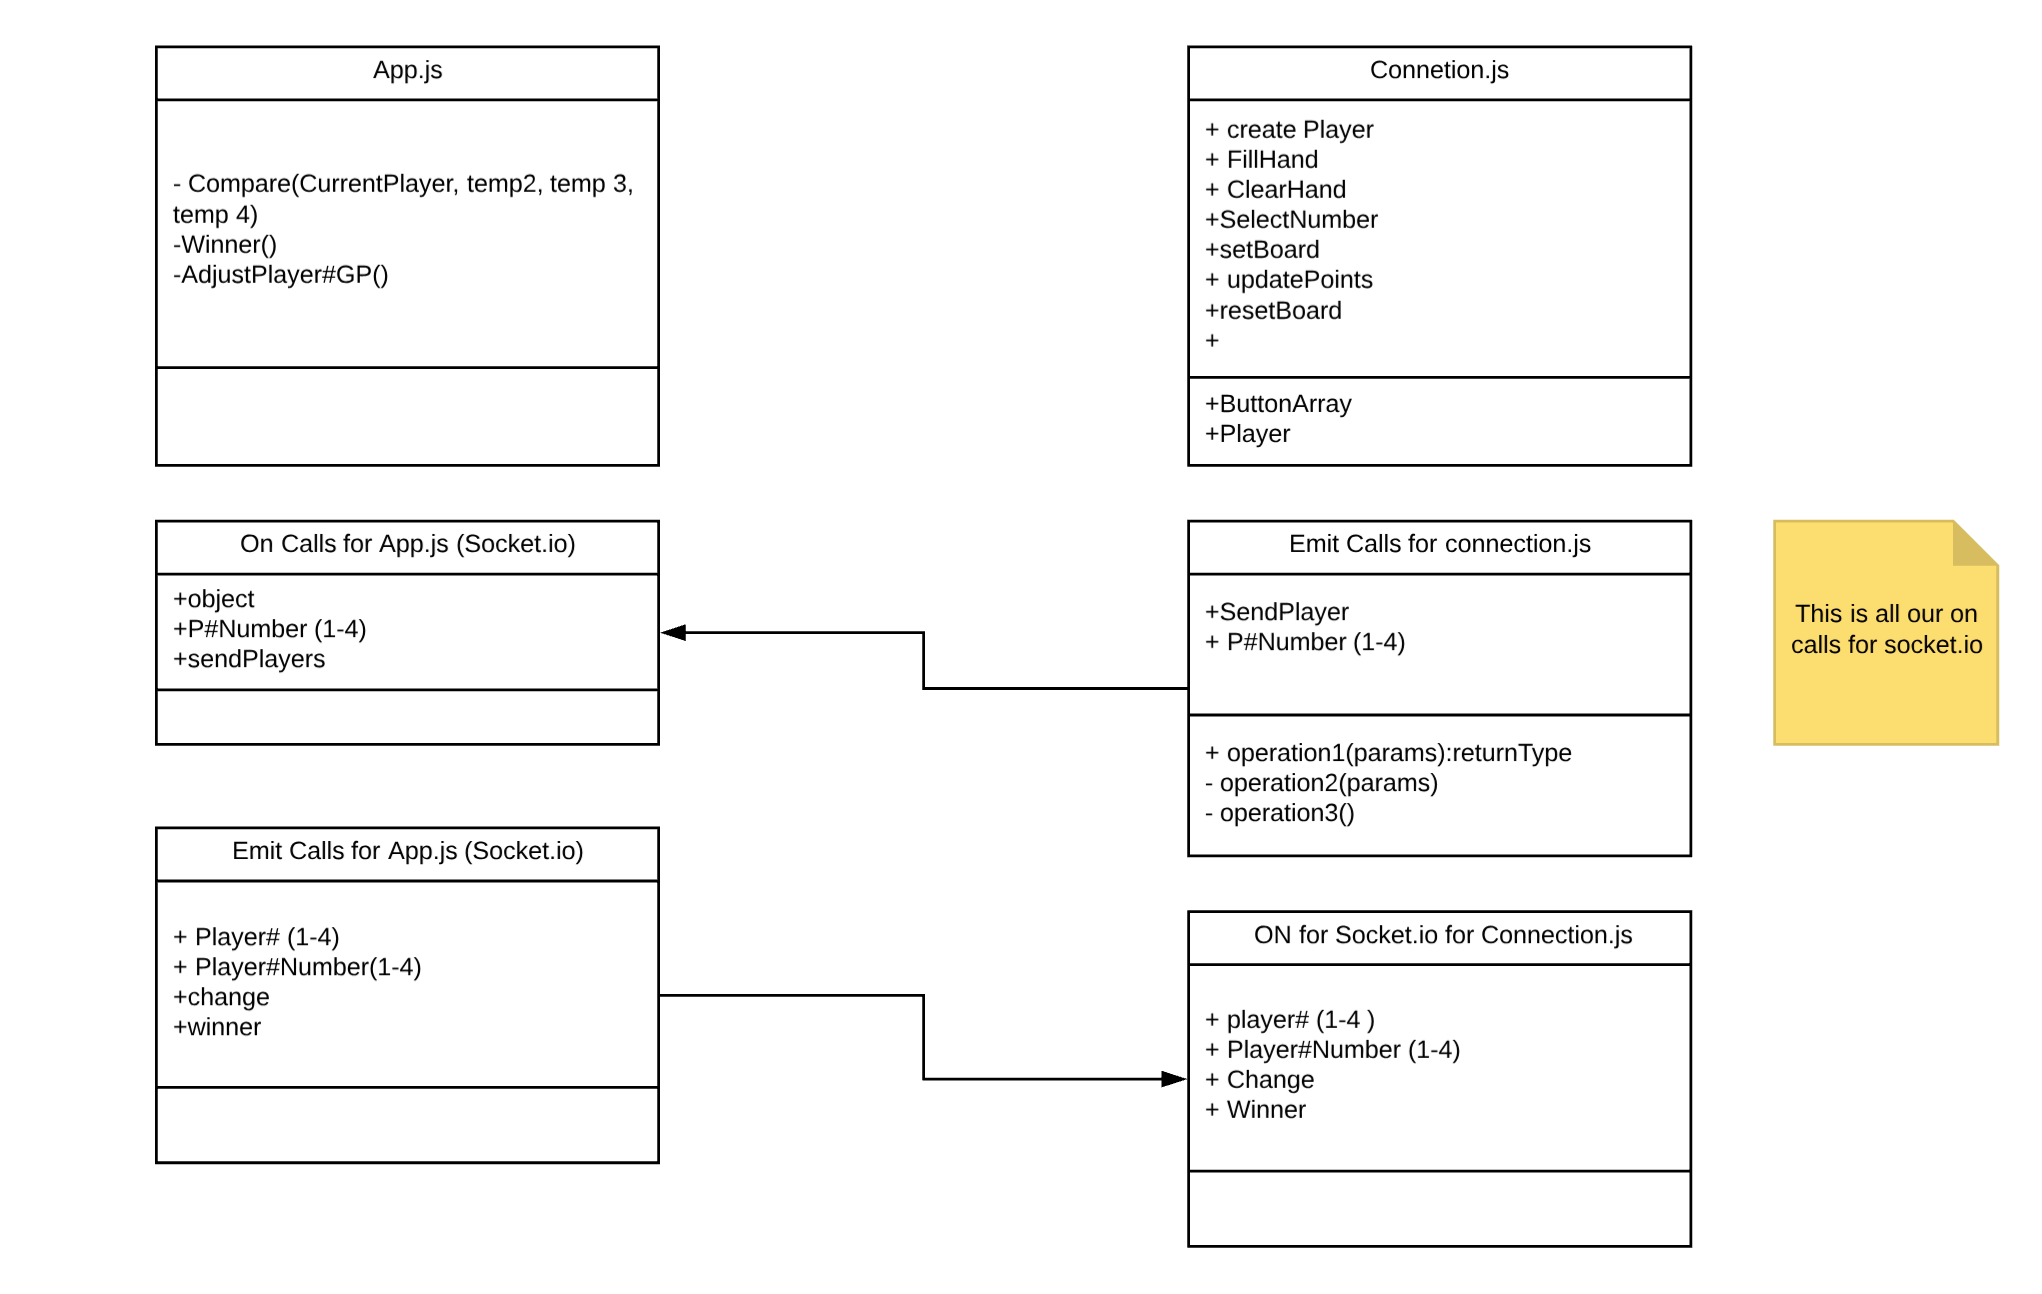 App.js
- Compare(CurrentPlayer, temp2, temp 3,
temp 4)
-Winner()
-AdjustPlayer#GP()
Connetion.js
+ create Player
+ FillHand
+ ClearHand
+SelectNumber
+setBoard
+ updatePoints
+resetBoard
+
+ButtonArray
+Player
On Calls for App.js (Socket.io)
+object
+P#Number (1-4)
+sendPlayers
Emit Calls for connection.js
+SendPlayer
+ P#Number (1-4)
+ operation1(params):returnType
- operation2(params)
- operation3()
This is all our on
calls for socket.io
Emit Calls for App.js (Socket.io)
+ Player# (1-4)
+ Player#Number(1-4)
+change
+winner
ON for Socket.io for Connection.js
+ player# (1-4 )
+ Player#Number (1-4)
+ Change
+ Winner